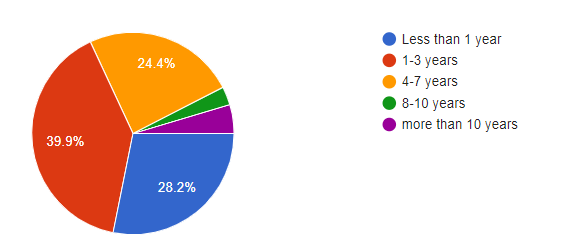 24.4%
39.9%
28.2%
Less than 1 year
1-3 years
4-7 years
8-10 years
more than 10 years